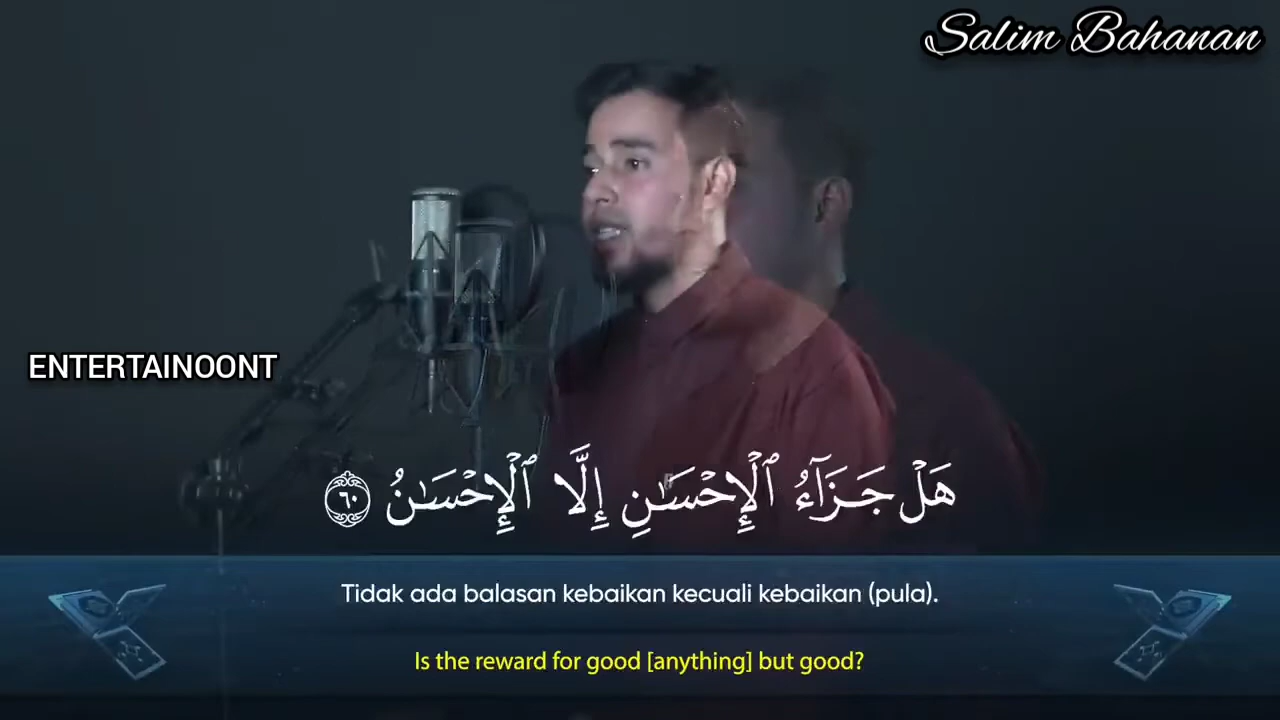 Salim Bahanan
ENTERTAINOONT
هَلْ جَزَآءُ ٱلْإِحْسَـٰنِ إِلَّا ٱلْإِحْسَـٰنُ ٦٠
Tidak ada balasan kebaikan kecuali kebaikan (pula).
Is the reward for good [anything] but good?